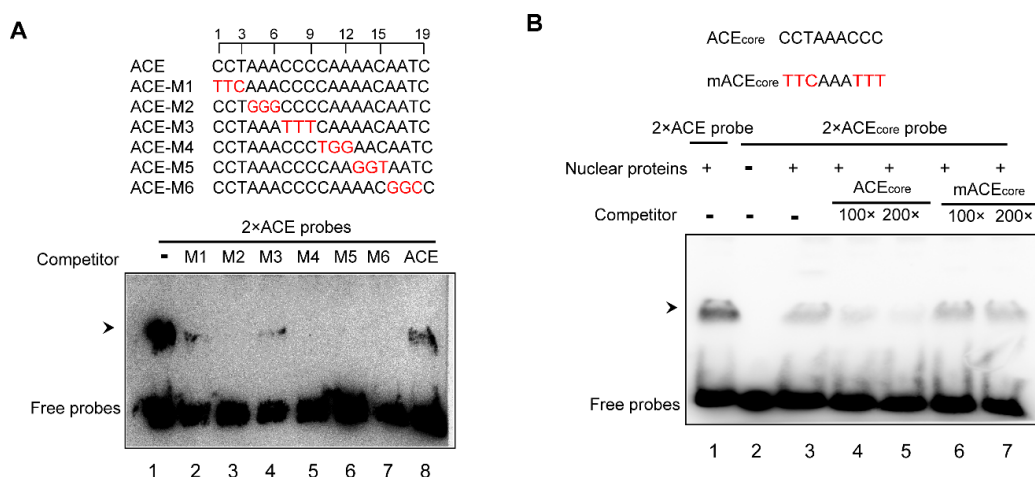 A
1 3 6 9 12 15 19
ACE CCTAAACCCCAAAACAATC
ACE-M1 TTCAAACCCCAAAACAATC
ACE-M2 CCTGGGCCCCAAAACAATC
ACE-M3 CCTAAATTTCAAAACAATC
ACE-M4 CCTAAACCCTGGAACAATC
ACE-M5 CCTAAACCCCAAGGTAATC
ACE-M6 CCTAAACCCCAAAACGGCC
2×ACE probes
Competitor - M1 M2 M3 M4 M5 M6 ACE
Free probes
1 2 3 4 5 6 7 8
B
ACEcore CCTAAACCC
mACEcore TTCAAATTT
2×ACE probe 2×ACEcore probe
Nuclear proteins + - + + + + +
ACEcore mACEcore
Competitor - - - 100× 200× 100× 200×
Free probes
1 2 3 4 5 6 7